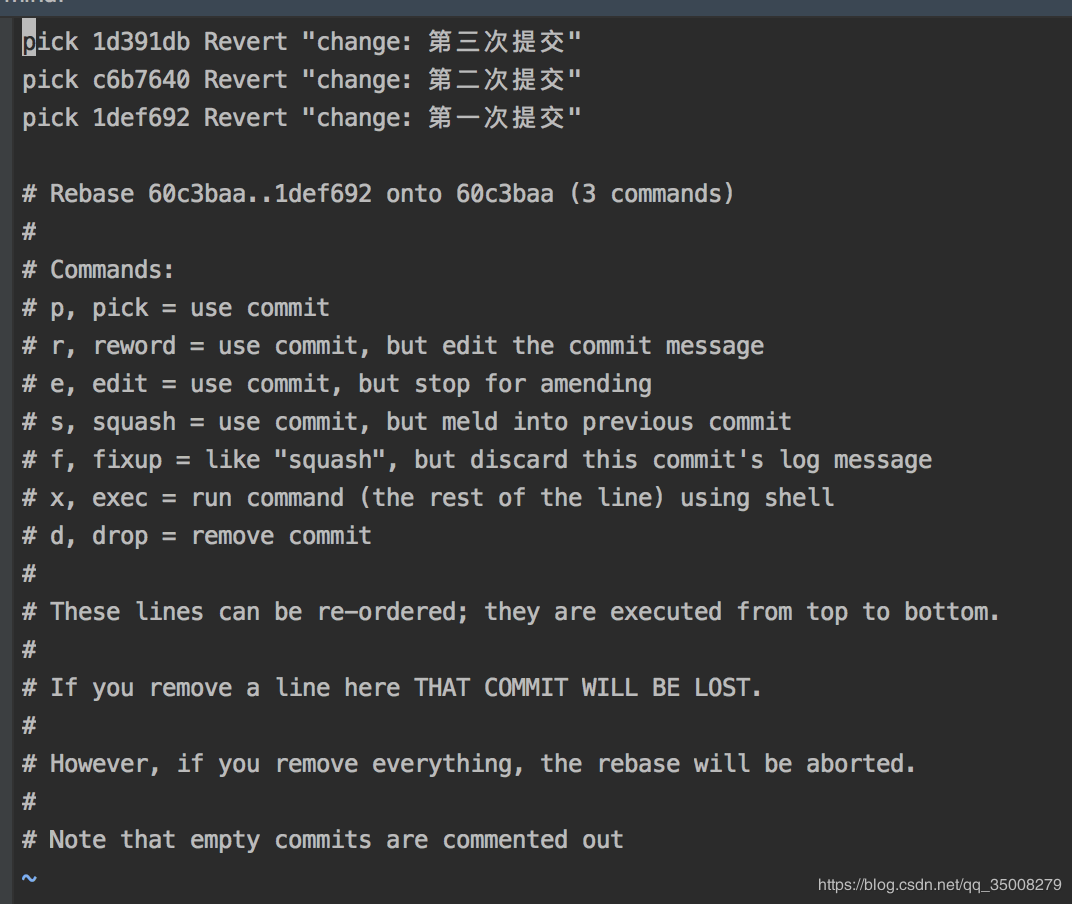 pick 1d391db Revert "change: 第三次提交"
pick c6b7640 Revert "change: 第二次提交"
pick 1def692 Revert "change: 第一次提交"
# Rebase 60c3baa..1def692 onto 60c3baa (3 commands)
#
# Commands:
# p, pick = use commit
# r, reword = use commit, but edit the commit message
# e, edit = use commit, but stop for amending
# s, squash = use commit, but meld into previous commit
# f, fixup = like "squash", but discard this commit's log message
# x, exec = run command (the rest of the line) using shell
# d, drop = remove commit
#
# These lines can be re-ordered; they are executed from top to bottom.
#
# If you remove a line here THAT COMMIT WILL BE LOST.
#
# However, if you remove everything, the rebase will be aborted.
#
# Note that empty commits are commented out
~
https://blog.csdn.net/qq_35008279